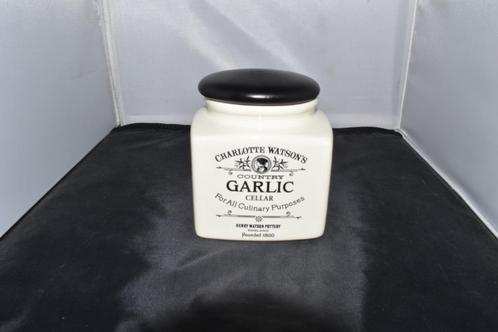 CHARLOTTE WATSON'S
COUNTRY
GARLIC
CELLAR
For All Culinary Purposes
HENRY WATSON POTTERY
Founded 1800